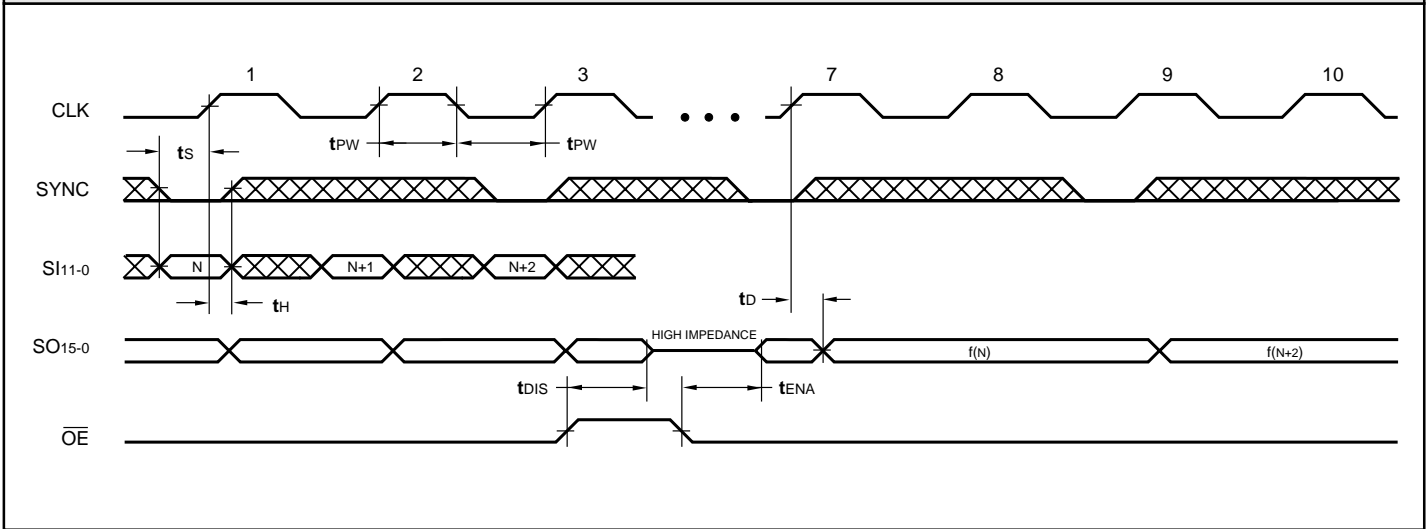 1 2 3 7 8 9 10
CLK
tS tPW tPW
SYNC
SI11-0 N N+1 N+2
tH tD
SO15-0 HIGH IMPEDANCE f(N) f(N+2)
tDIS tENA
OE